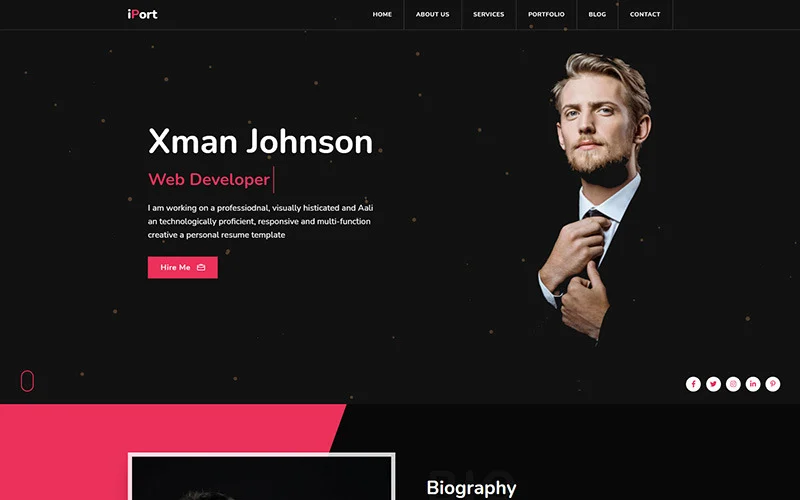 iPort
HOME ABOUT US SERVICES PORTFOLIO BLOG CONTACT
Xman Johnson
Web Developer
I am working on a professiodnal, visually histicated and Aali
an technologically proficient, responsive and multi-function
creative a personal resume template
Hire Me
BIO
Biography